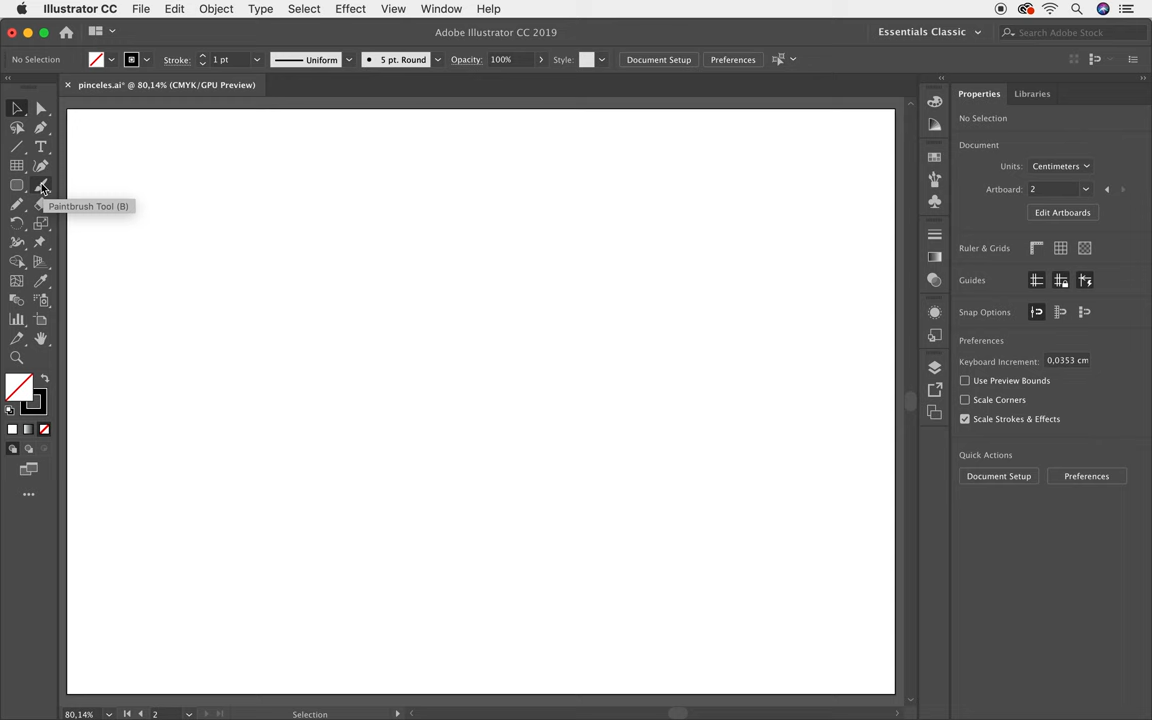 Illustrator CC File Edit Object Type Select Effect View Window Help
Adobe Illustrator CC 2019
Essentials Classic
Search Adobe Stock
No Selection
Stroke: 1 pt
Uniform
5 pt. Round
Opacity: 100%
Style:
Document Setup
Preferences
pinceles.ai* @ 80,14% (CMYK/GPU Preview)
Paintbrush Tool (B)
Properties
Libraries
No Selection
Document
Units: Centimeters
Artboard: 2
Edit Artboards
Ruler & Grids
Guides
Snap Options
Preferences
Keyboard Increment: 0,0353 cm
Use Preview Bounds
Scale Corners
Scale Strokes & Effects
Quick Actions
Document Setup
Preferences
80,14%
2
Selection